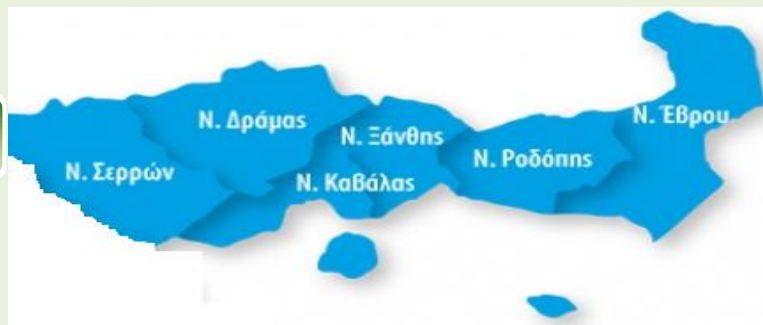 Ν. Σερρών
Ν. Δράμας
Ν. Καβάλας
Ν. Ξάνθης
Ν. Ροδόπης
Ν. Έβρου